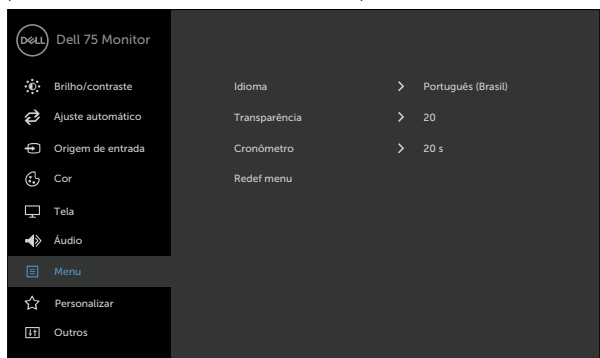 DELL Dell 75 Monitor
Brilho/contraste
Idioma > Português (Brasil)
Ajuste automático
Transparência > 20
Origem de entrada
Cronômetro > 20 s
Cor
Redef menu
Tela
Áudio
Menu
Personalizar
Outros